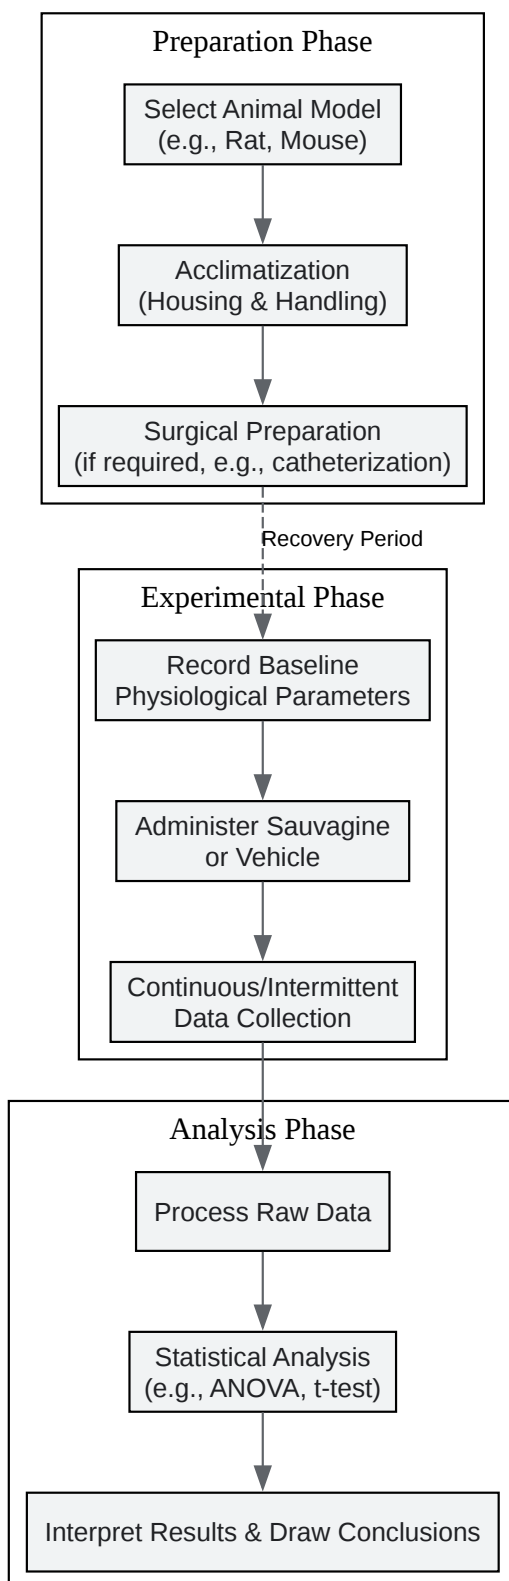 Preparation Phase
Select Animal Model
(e.g., Rat, Mouse)
Acclimatization
(Housing & Handling)
Surgical Preparation
(if required, e.g., catheterization)
Recovery Period
Experimental Phase
Record Baseline
Physiological Parameters
Administer Sauvagine
or Vehicle
Continuous/Intermittent
Data Collection
Analysis Phase
Process Raw Data
Statistical Analysis
(e.g., ANOVA, t-test)
Interpret Results & Draw Conclusions